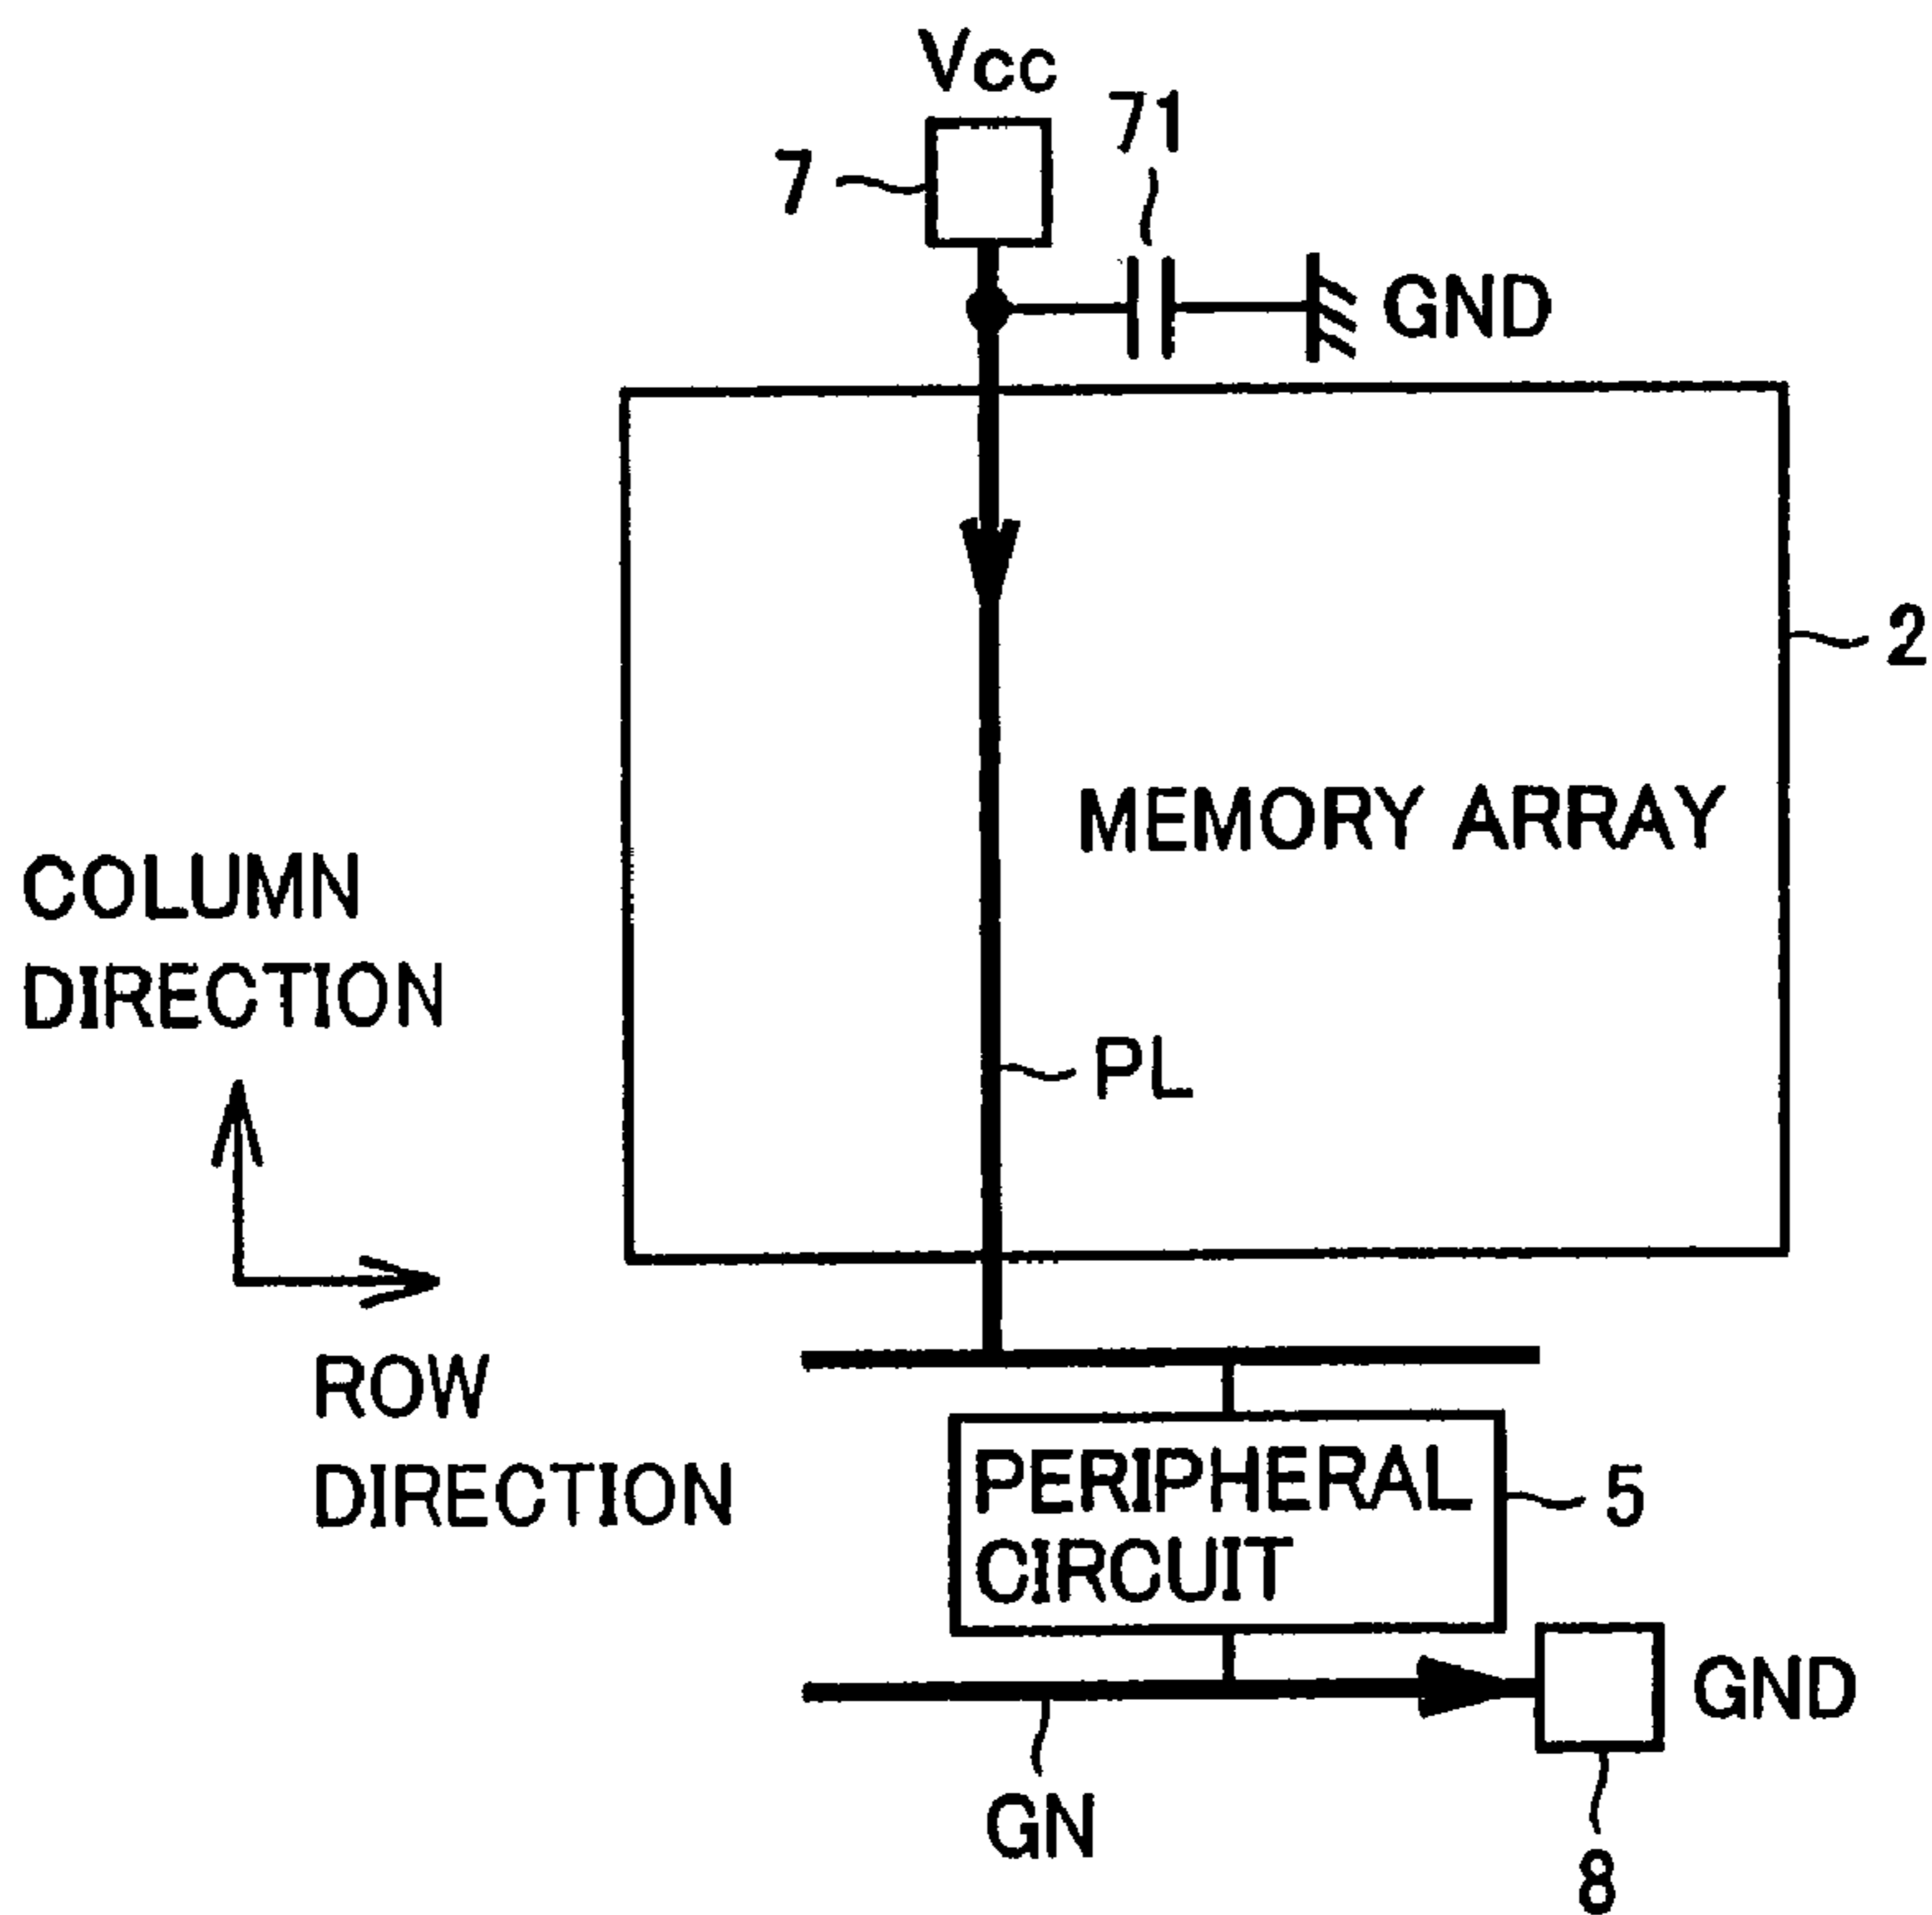 Vcc
7
71
GND
2
MEMORY ARRAY
COLUMN
DIRECTION
PL
ROW
DIRECTION
PERIPHERAL
CIRCUIT
5
GND
GN
8